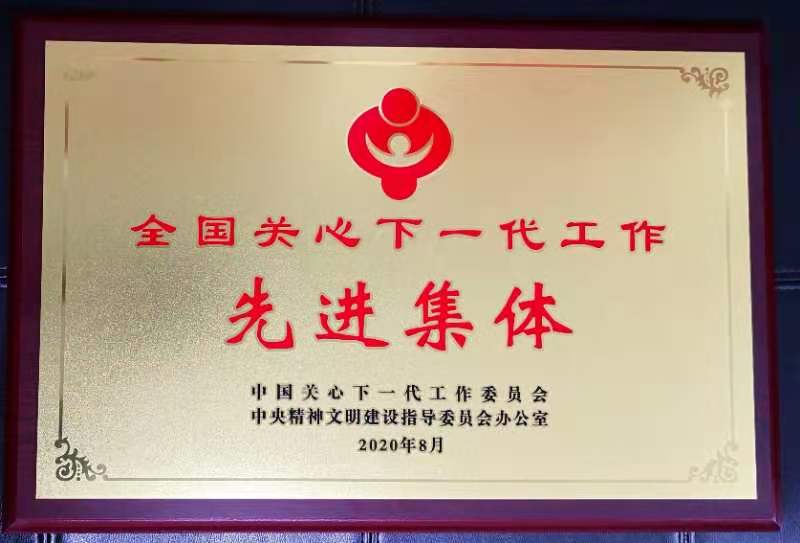 全国关心下一代工作
先进集体
中国关心下一代工作委员会
中央精神文明建设指导委员会办公室
2020年8月